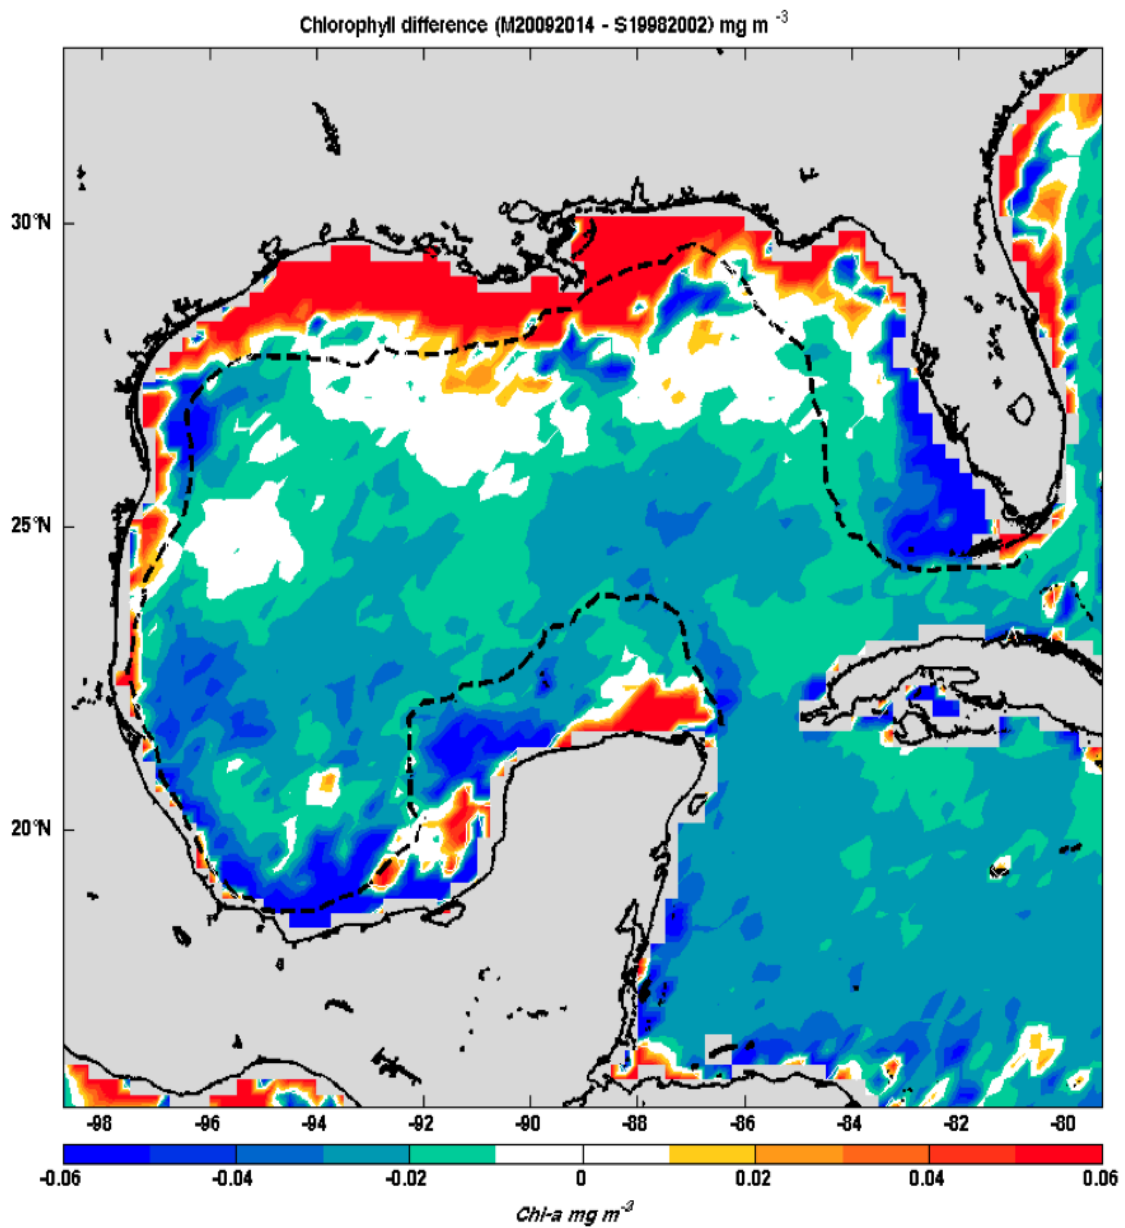 Chlorophyll difference (M20092014 - S19982002) mg m -3
30°N
25°N
20°N
-98 -96 -94 -92 -90 -88 -86 -84 -82 -80
-0.06 -0.04 -0.02 0 0.02 0.04 0.06
Chl-a mg m-3